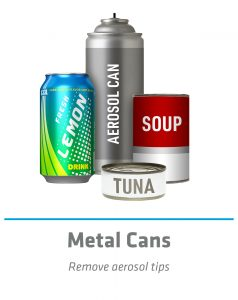 AEROSOL CAN
FRESH
LEMON
DRINK
SOUP
TUNA
Metal Cans
Remove aerosol tips